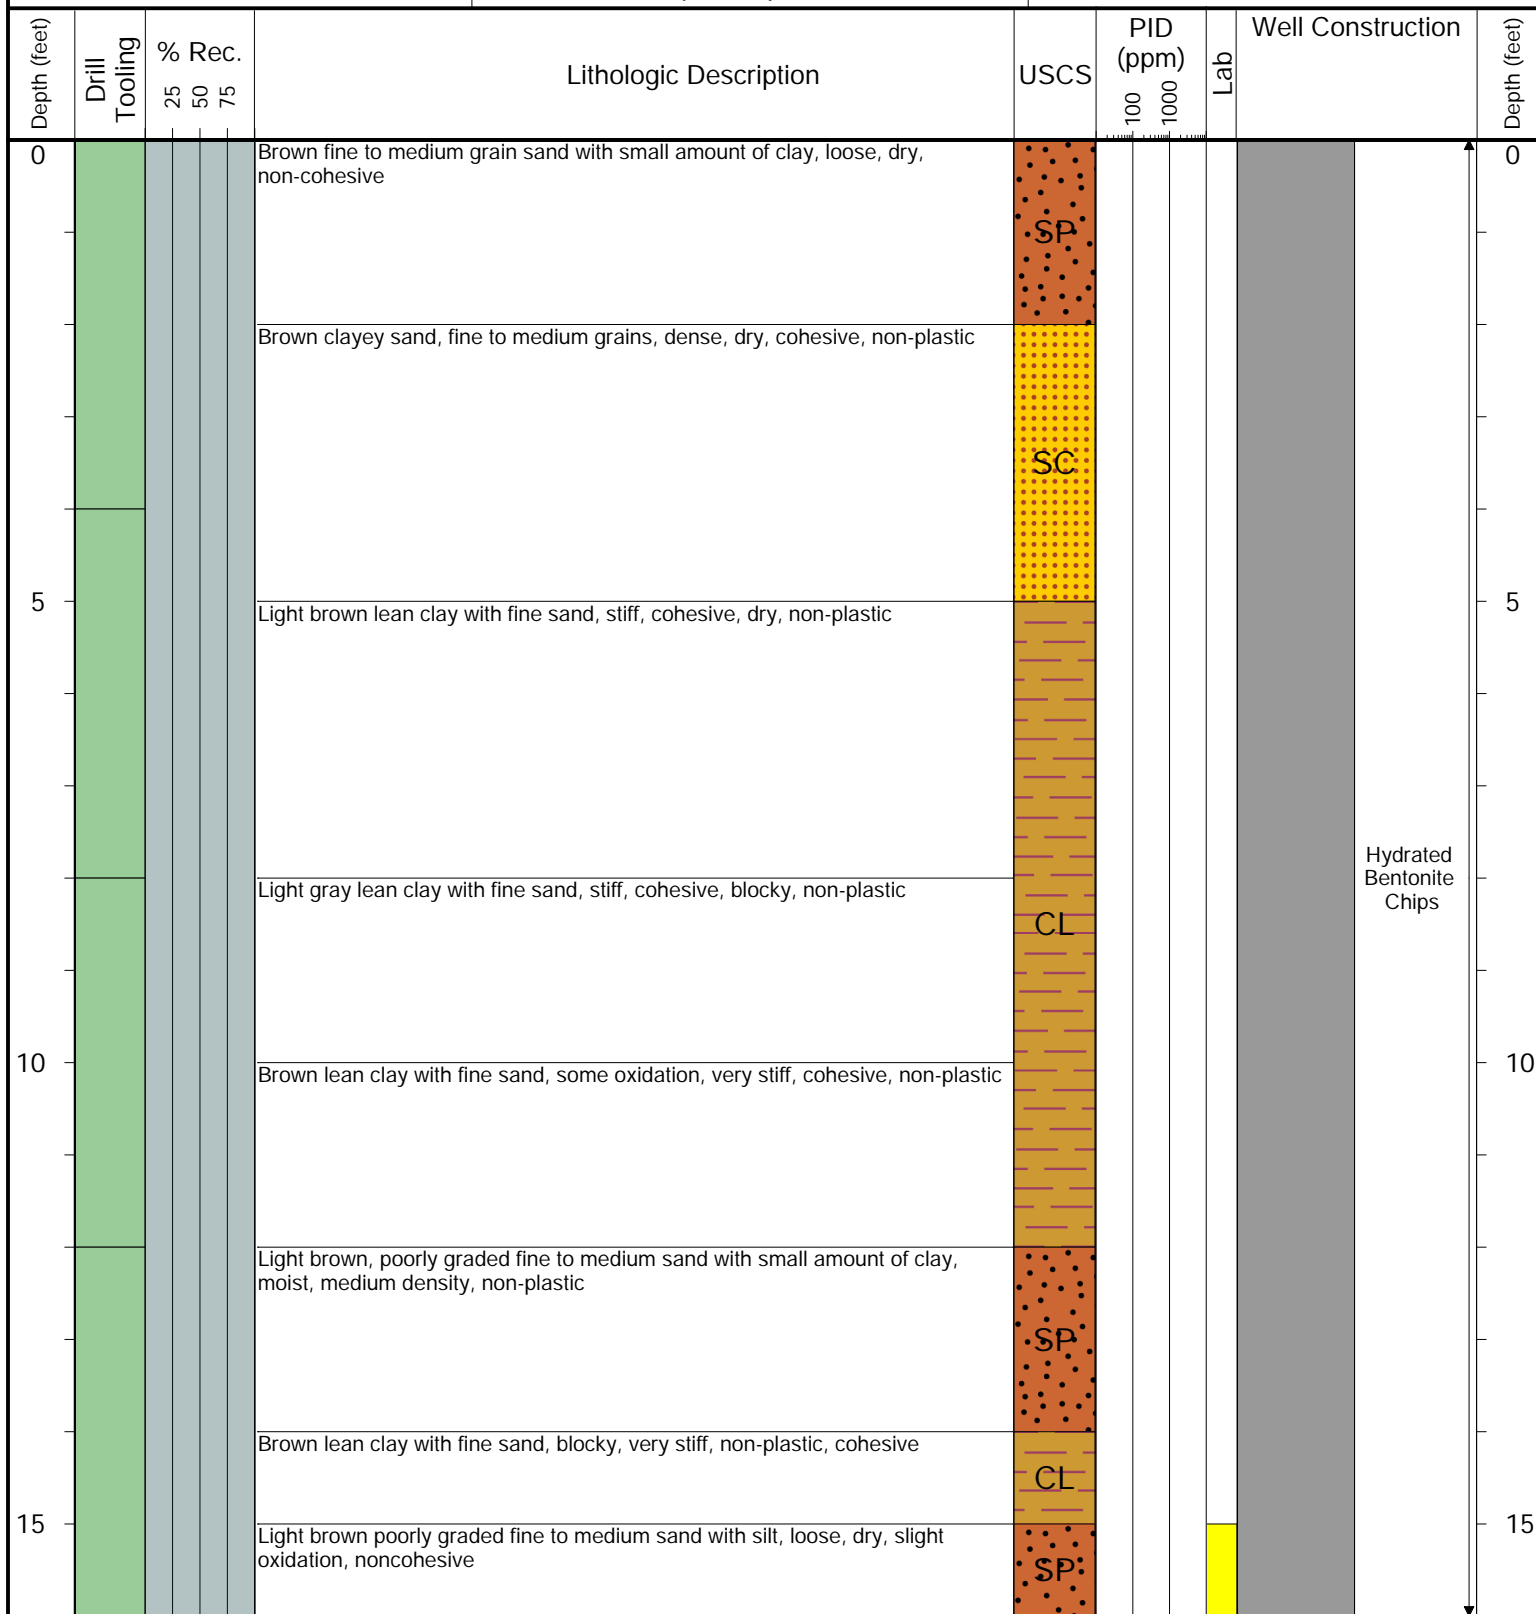 Depth (feet)
Drill
Tooling
% Rec.
25
50
75
Lithologic Description
USCS
PID
(ppm)
100
1000
Lab
Well Construction
Depth (feet)
0
Brown fine to medium grain sand with small amount of clay, loose, dry,
non-cohesive
SP
0
Brown clayey sand, fine to medium grains, dense, dry, cohesive, non-plastic
SC
5
Light brown lean clay with fine sand, stiff, cohesive, dry, non-plastic
5
Hydrated
Bentonite
Chips
Light gray lean clay with fine sand, stiff, cohesive, blocky, non-plastic
CL
10
Brown lean clay with fine sand, some oxidation, very stiff, cohesive, non-plastic
10
Light brown, poorly graded fine to medium sand with small amount of clay,
moist, medium density, non-plastic
SP
Brown lean clay with fine sand, blocky, very stiff, non-plastic, cohesive
CL
15
Light brown poorly graded fine to medium sand with silt, loose, dry, slight
oxidation, noncohesive
SP
15